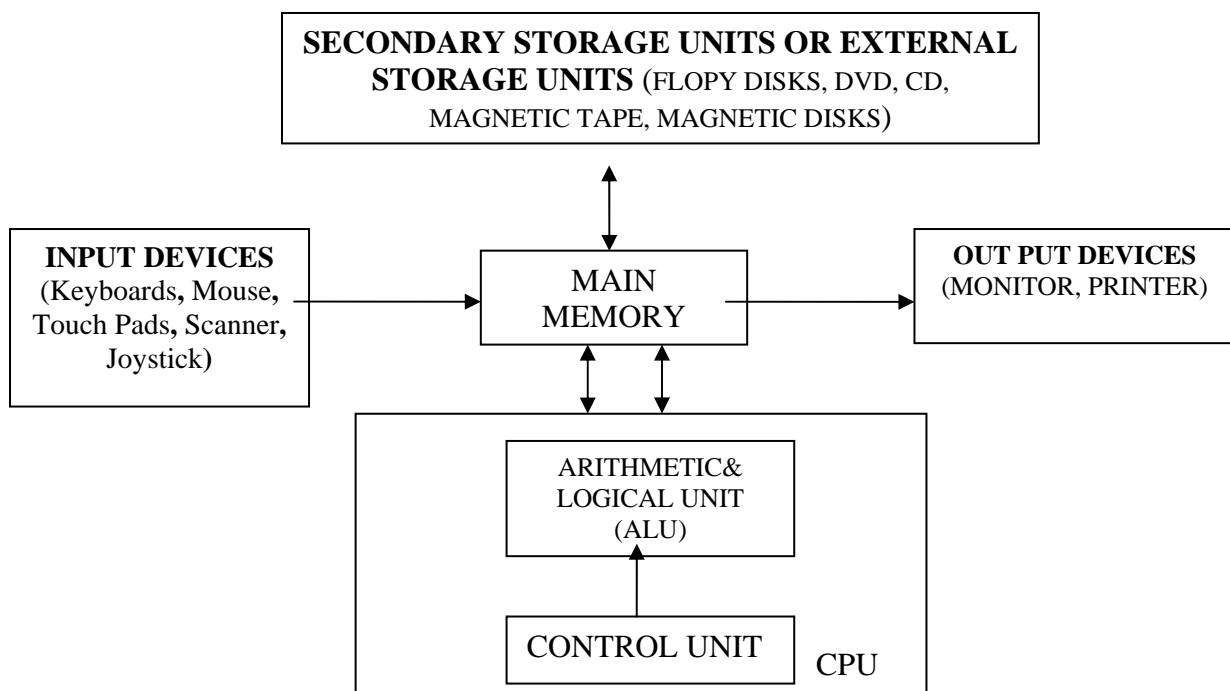 SECONDARY STORAGE UNITS OR EXTERNAL
STORAGE UNITS (FLOPY DISKS, DVD, CD,
MAGNETIC TAPE, MAGNETIC DISKS)
INPUT DEVICES
(Keyboards, Mouse,
Touch Pads, Scanner,
Joystick)
MAIN
MEMORY
OUT PUT DEVICES
(MONITOR, PRINTER)
ARITHMETIC&
LOGICAL UNIT
(ALU)
CONTROL UNIT
CPU